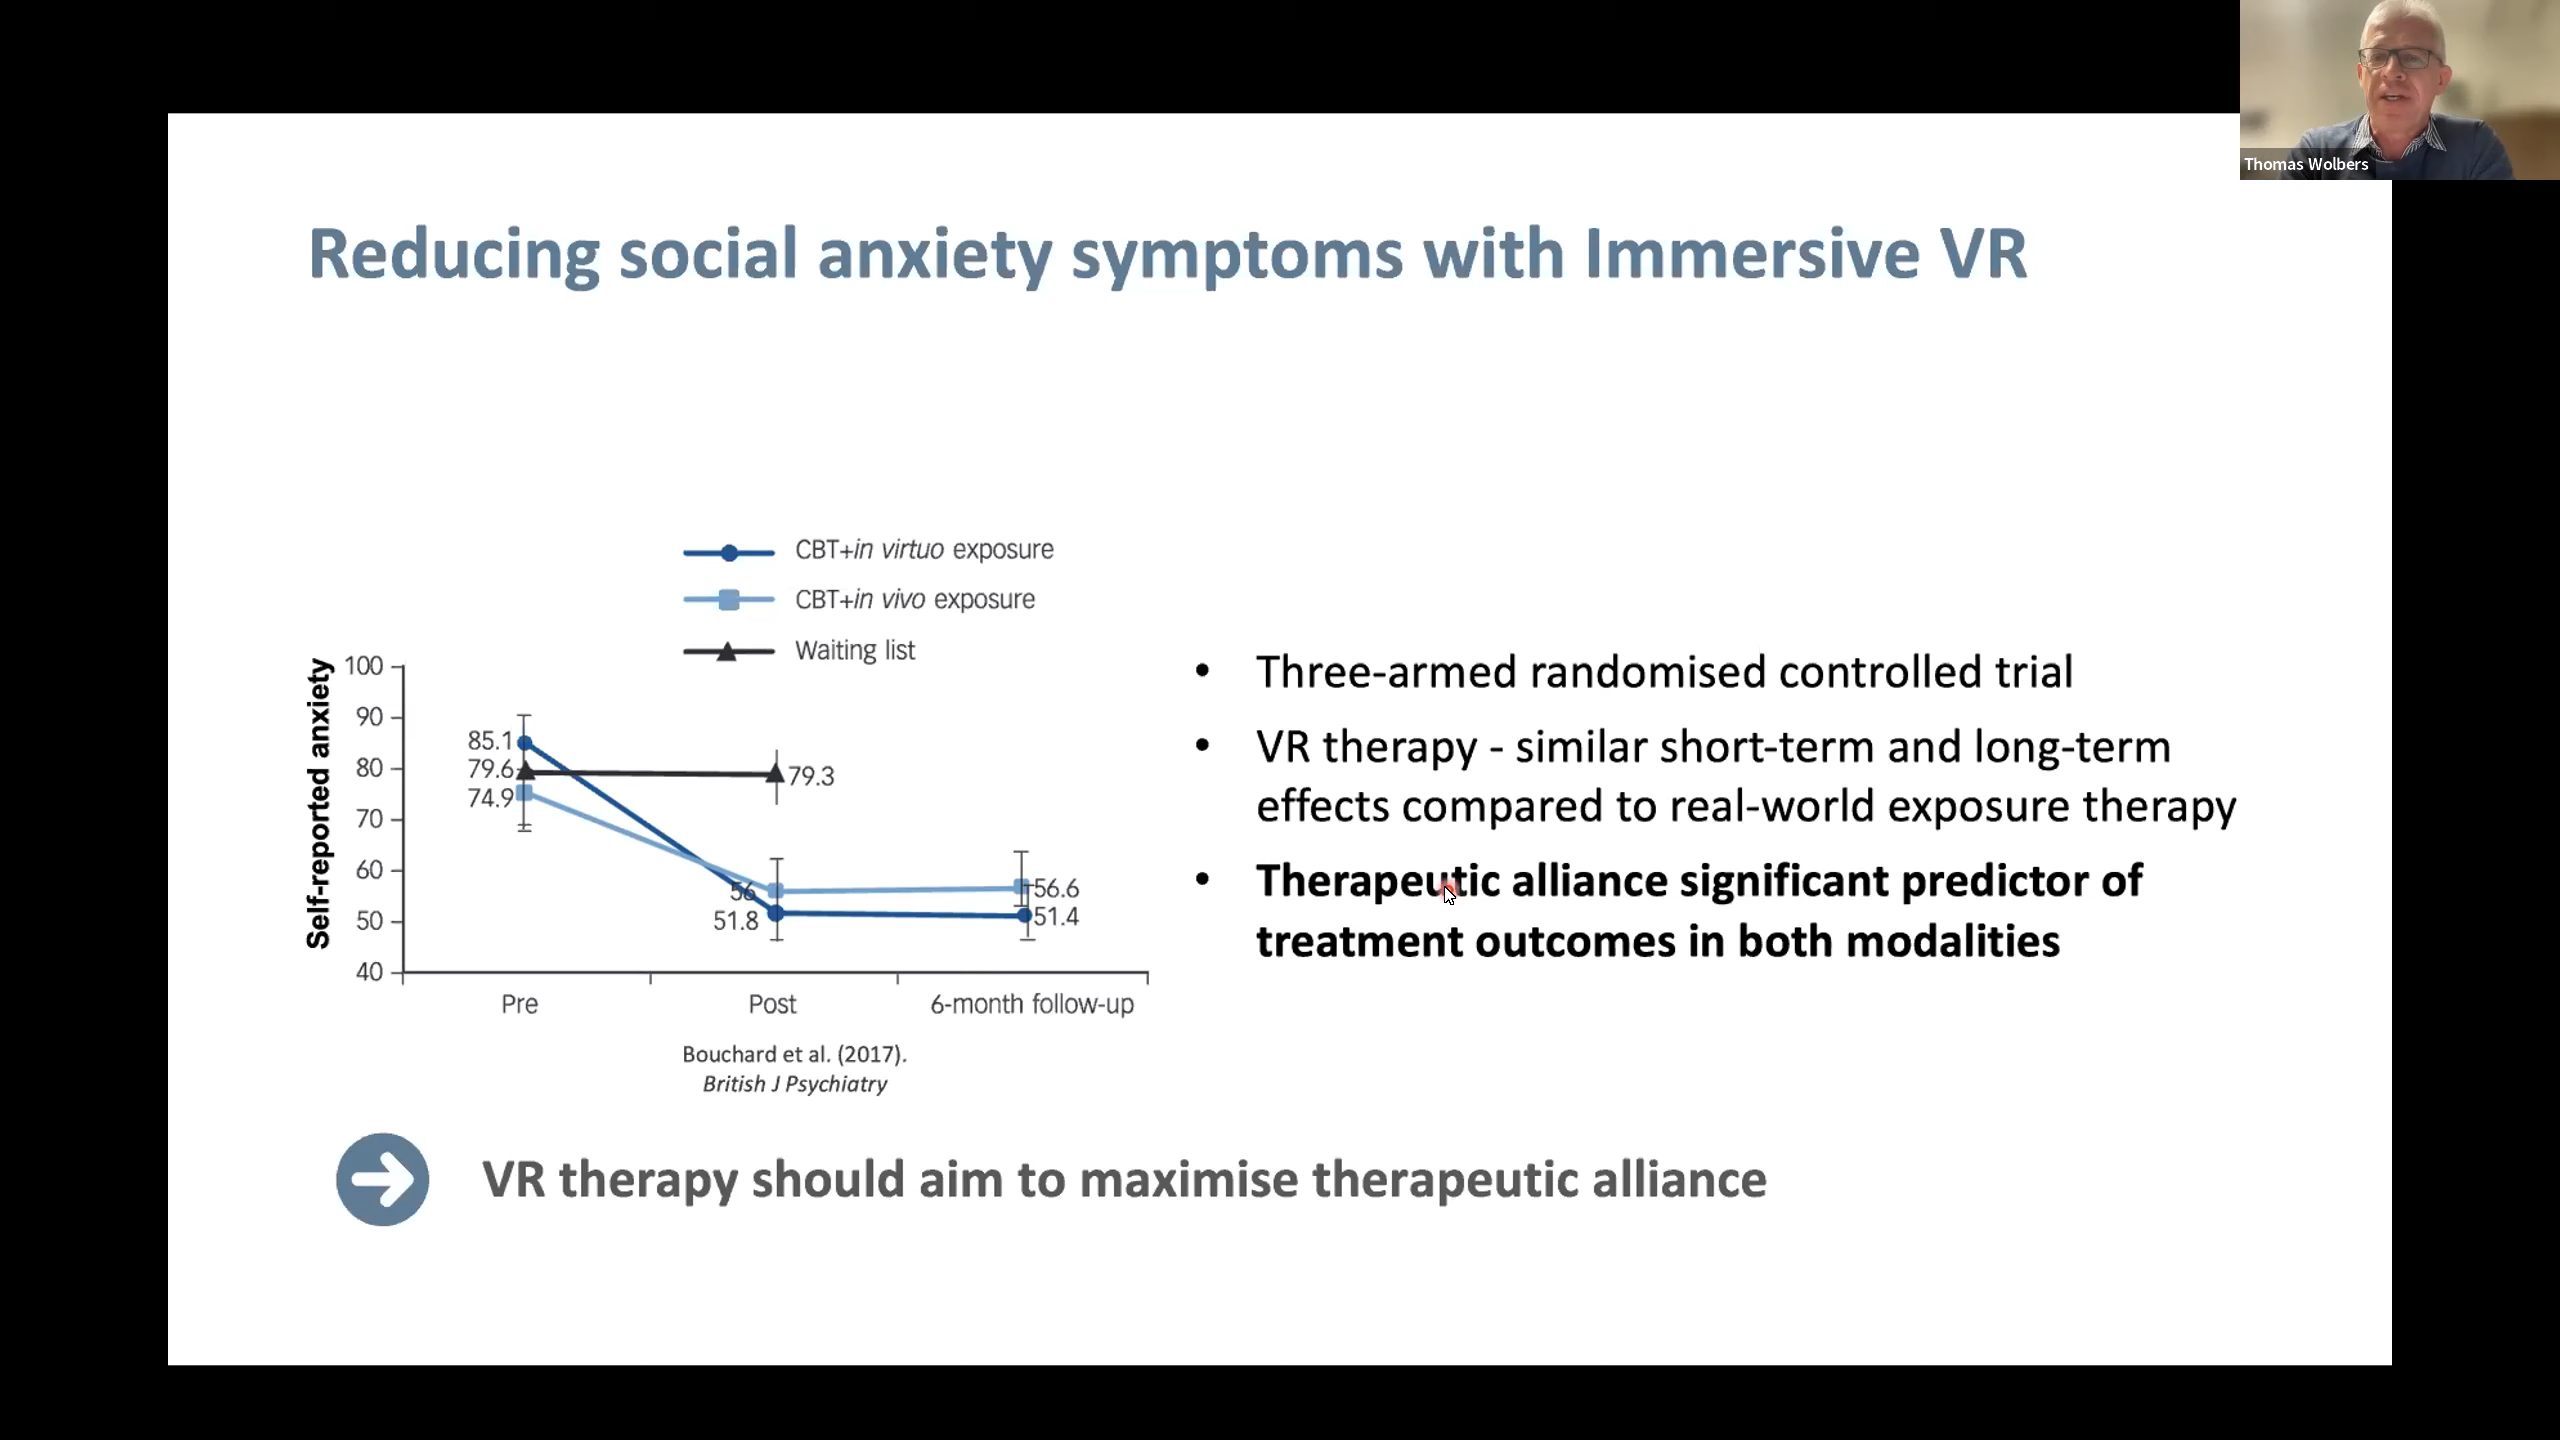 Thomas Wolbers
Reducing social anxiety symptoms with Immersive VR
CBT+in virtuo exposure
CBT+in vivo exposure
Waiting list
Self-reported anxiety
100
90
80
70
60
50
40
85.1
79.6
74.9
79.3
56
51.8
56.6
51.4
Pre
Post
6-month follow-up
Bouchard et al. (2017).
British J Psychiatry
• Three-armed randomised controlled trial
• VR therapy - similar short-term and long-term
effects compared to real-world exposure therapy
• Therapeutic alliance significant predictor of
treatment outcomes in both modalities
VR therapy should aim to maximise therapeutic alliance